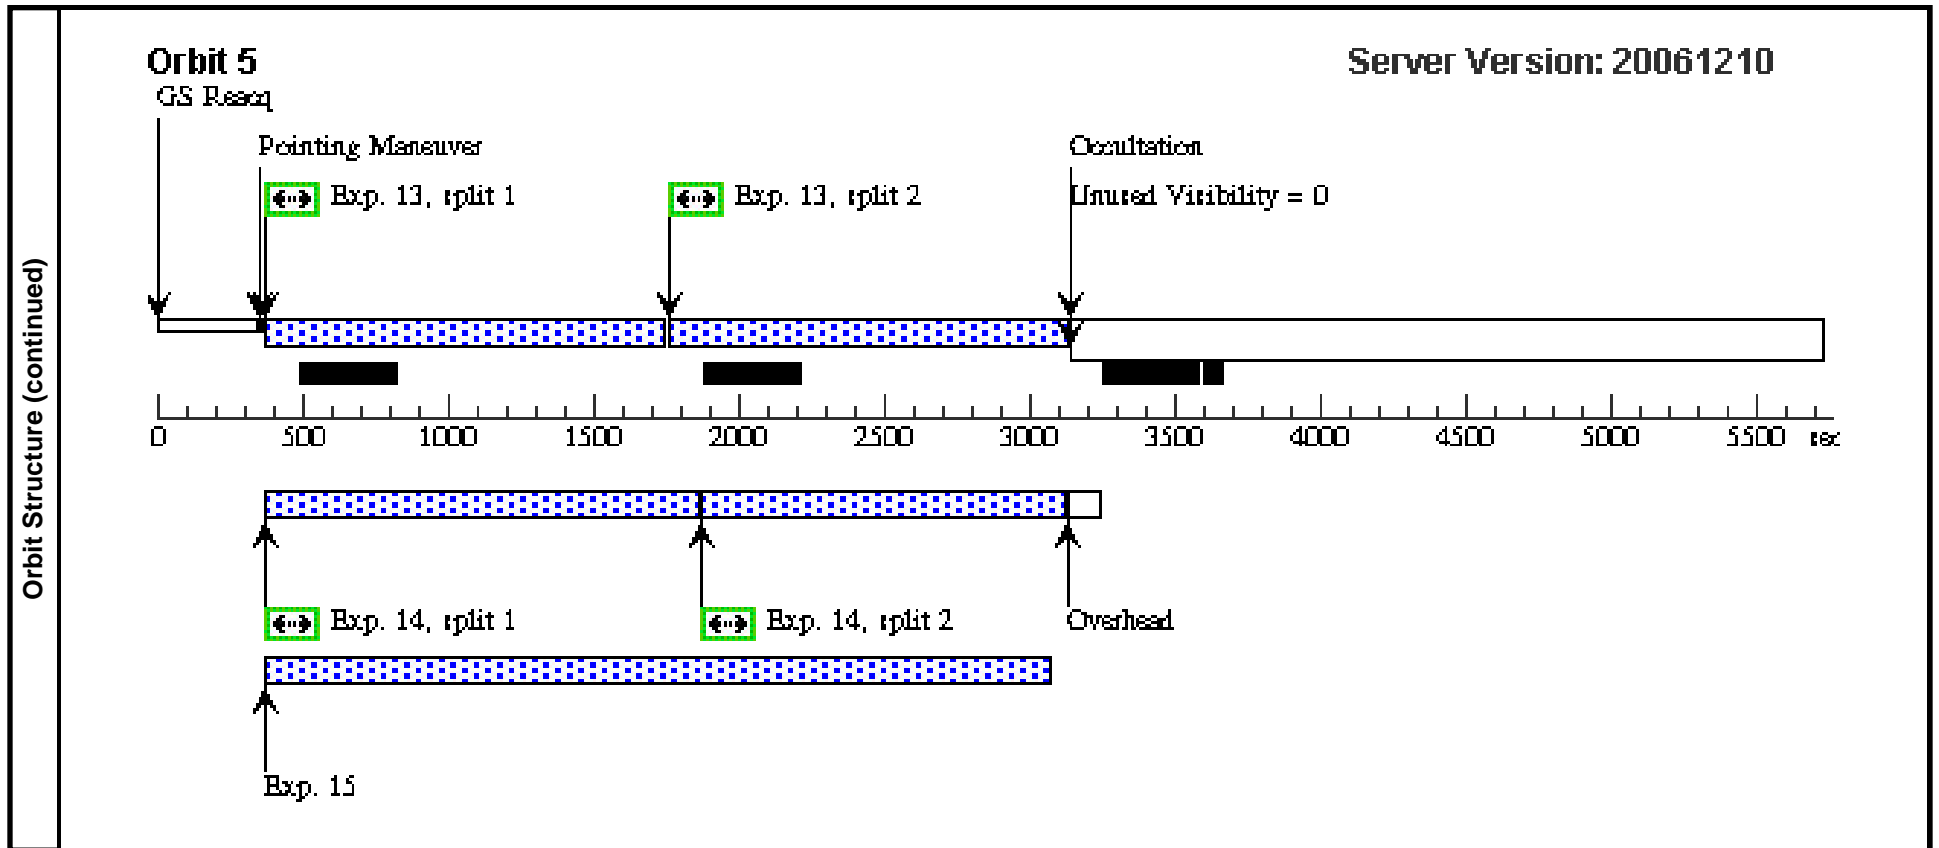 Orbit Structure (continued)
Orbit 5
Server Version: 20061210
GS Reacq
Pointing Maneuver
Occultation
Exp. 13, split 1
Exp. 13, split 2
Unused Visibility = 0
0 500 1000 1500 2000 2500 3000 3500 4000 4500 5000 5500 sec
Exp. 14, split 1
Exp. 14, split 2
Overhead
Exp. 15